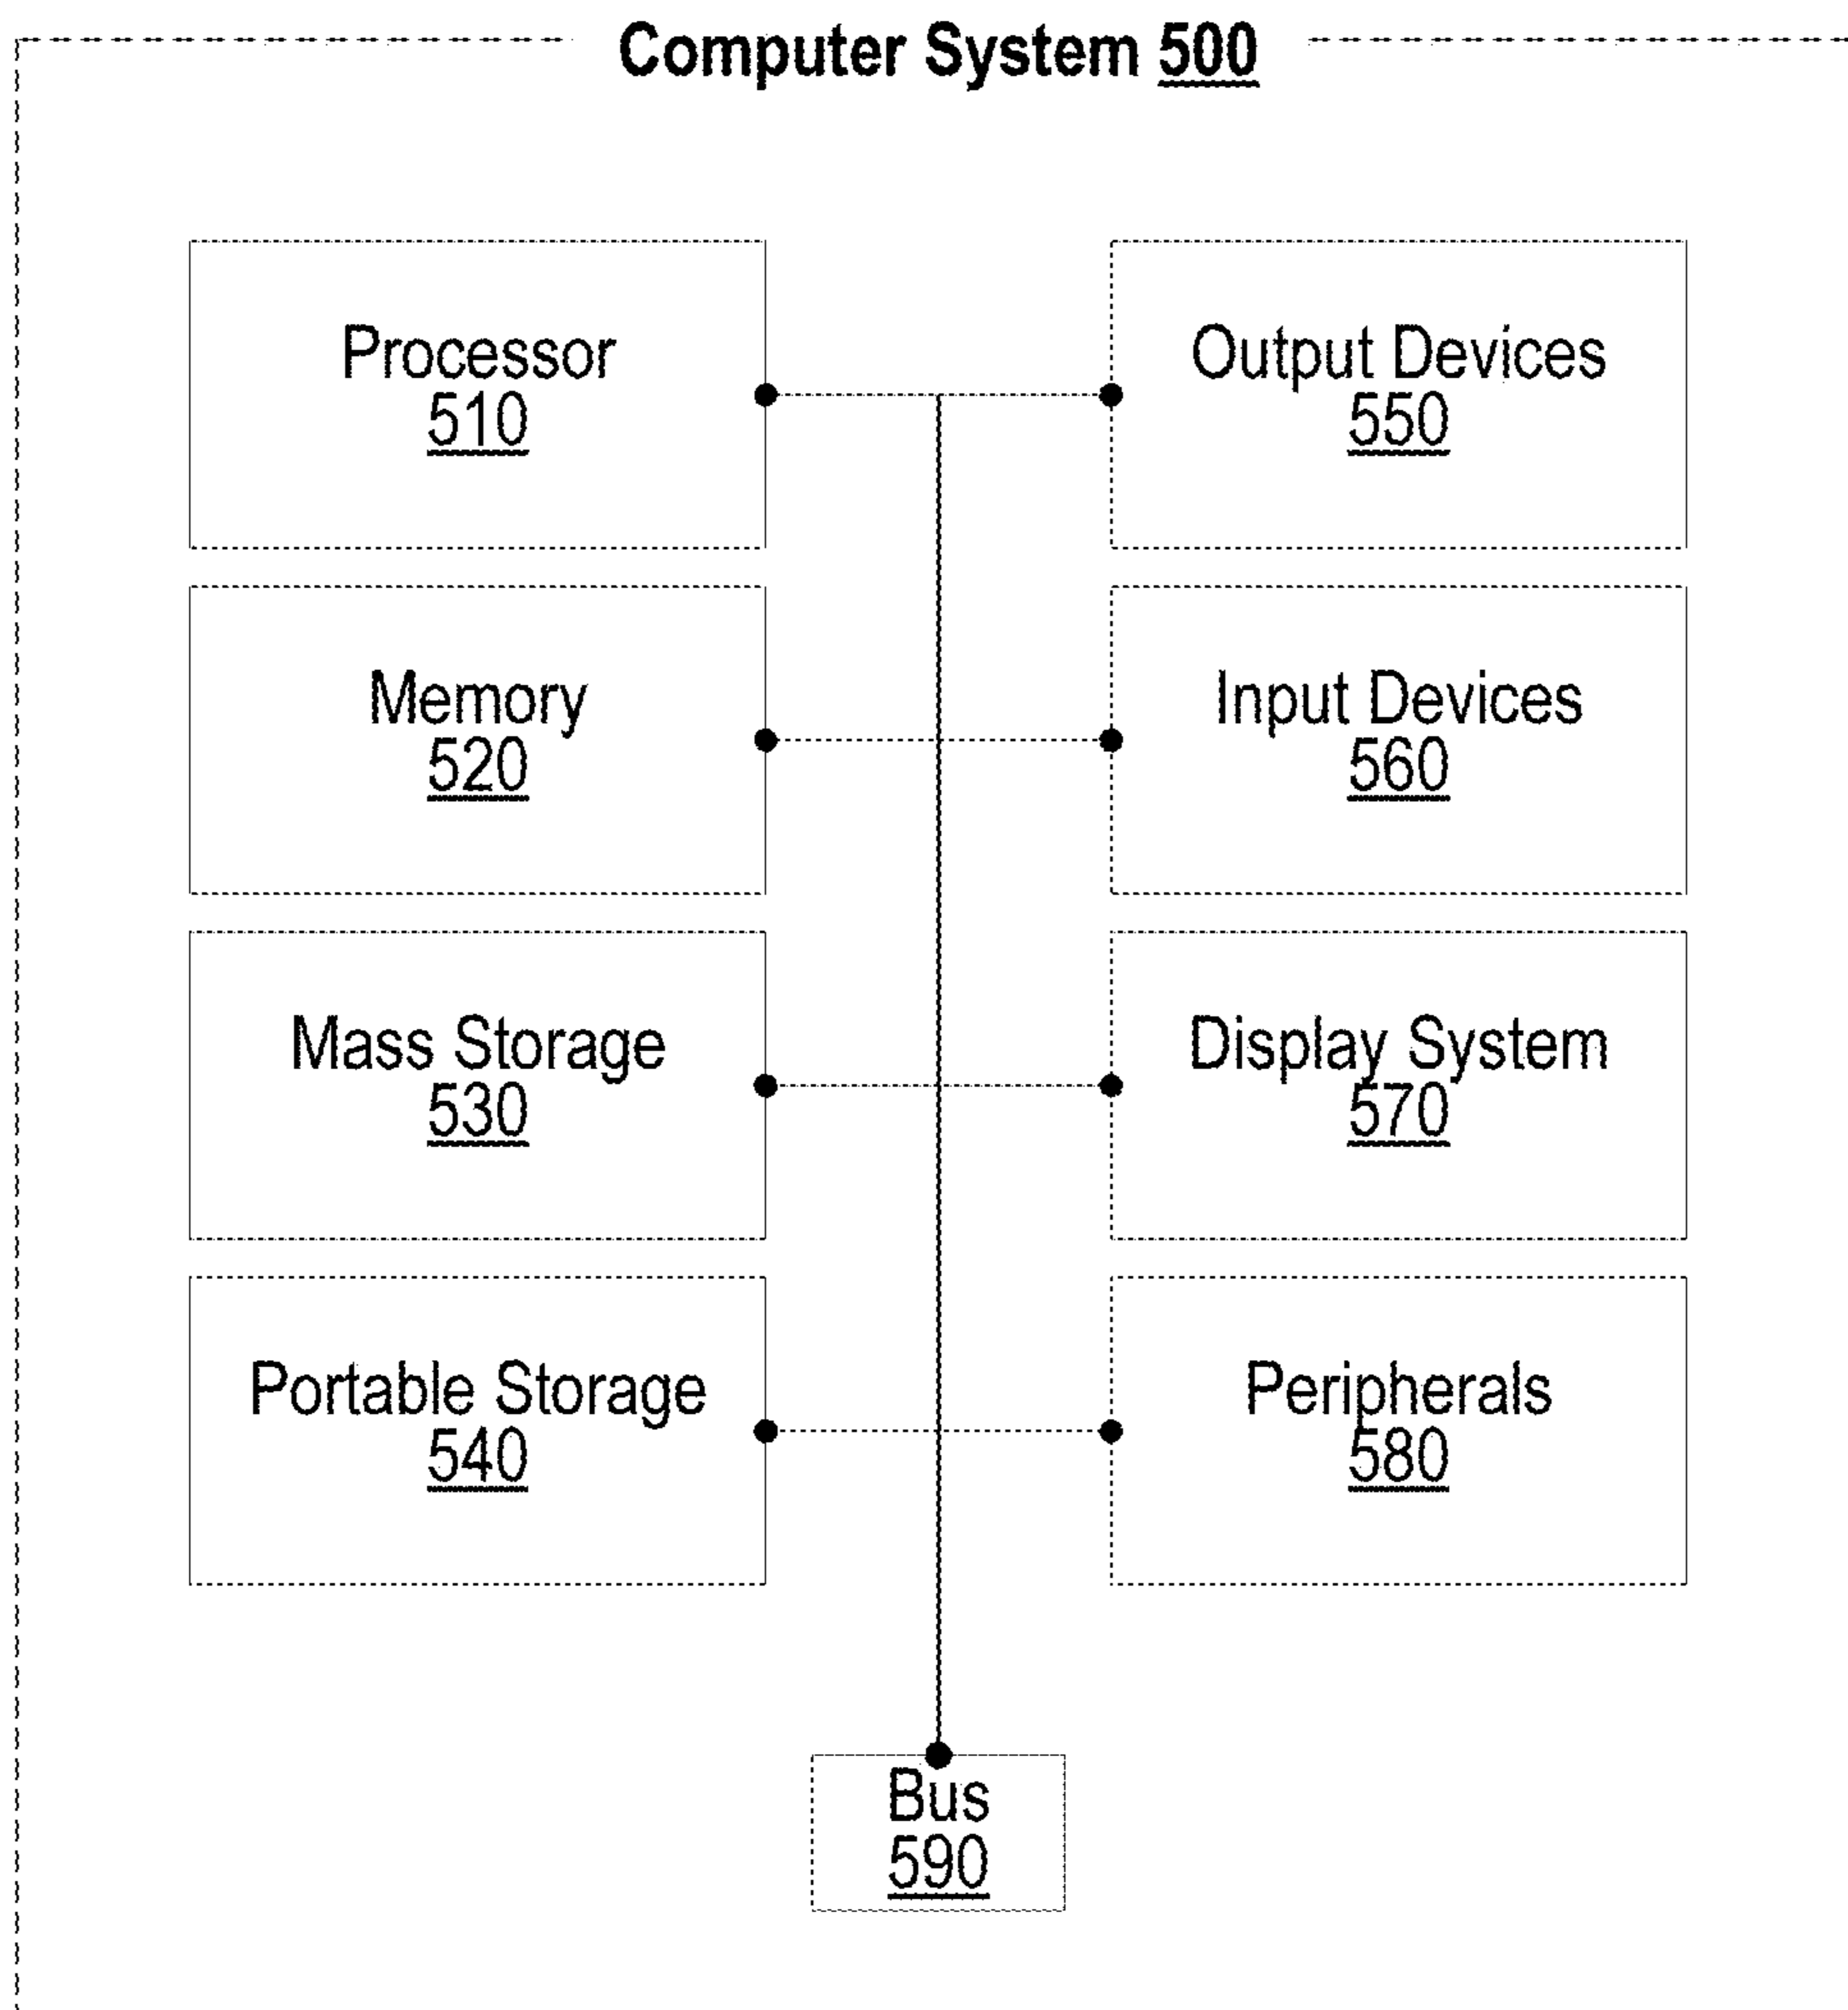 Computer System 500
Processor
510
Output Devices
550
Memory
520
Input Devices
560
Mass Storage
530
Display System
570
Portable Storage
540
Peripherals
580
Bus
590